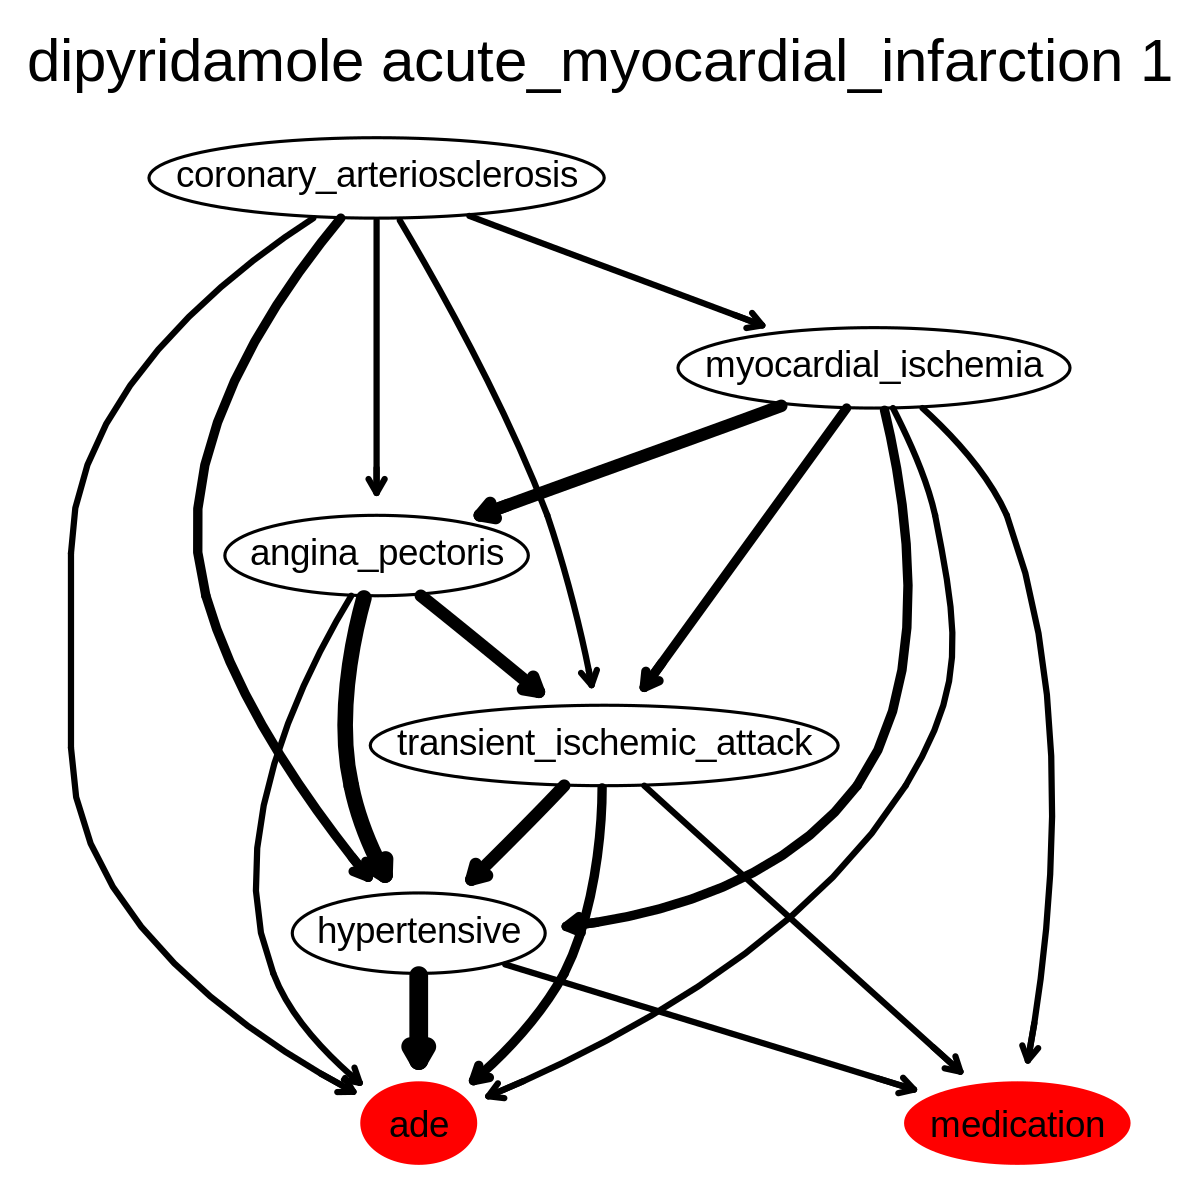 dipyridamole acute_myocardial_infarction 1
coronary_arteriosclerosis
myocardial_ischemia
angina_pectoris
transient_ischemic_attack
hypertensive
ade
medication